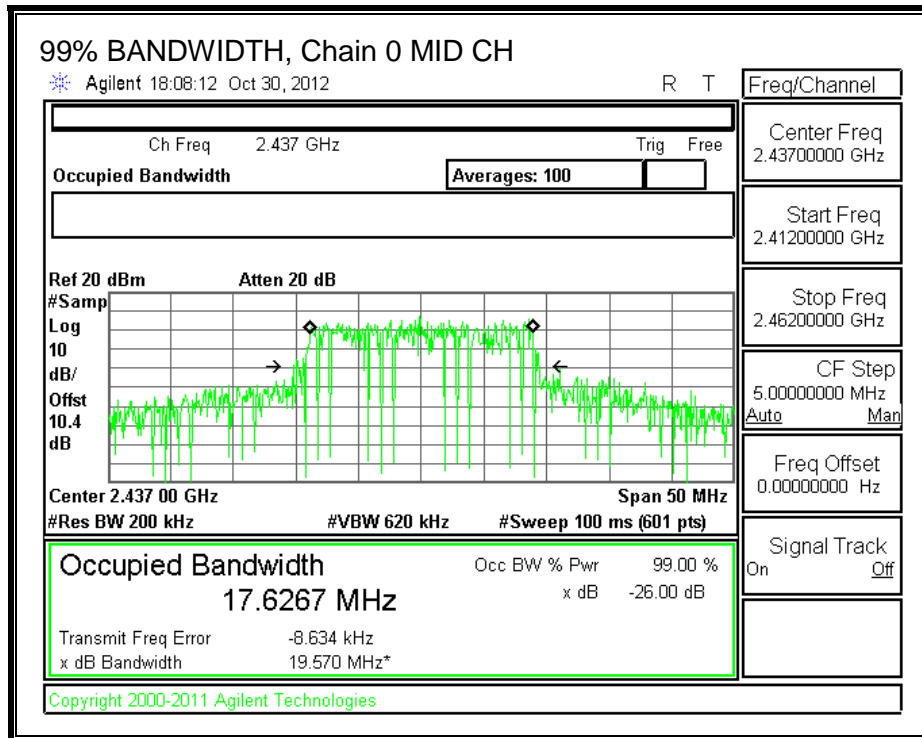 99% BANDWIDTH, Chain 0 MID CH
Agilent 18:08:12 Oct 30, 2012 R T
Freq/Channel
Ch Freq 2.437 GHz Trig Free
Occupied Bandwidth Averages: 100
Center Freq
2.43700000 GHz
Start Freq
2.41200000 GHz
Stop Freq
2.46200000 GHz
CF Step
5.00000000 MHz
Auto Man
Freq Offset
0.00000000 Hz
Signal Track
On Off
Ref 20 dBm Atten 20 dB
#Samp
Log
10
dB/
Offst
10.4
dB
Center 2.437 00 GHz Span 50 MHz
#Res BW 200 kHz #VBW 620 kHz #Sweep 100 ms (601 pts)
Occupied Bandwidth Occ BW % Pwr 99.00 %
17.6267 MHz x dB -26.00 dB
Transmit Freq Error -8.634 kHz
x dB Bandwidth 19.570 MHz*
Copyright 2000-2011 Agilent Technologies